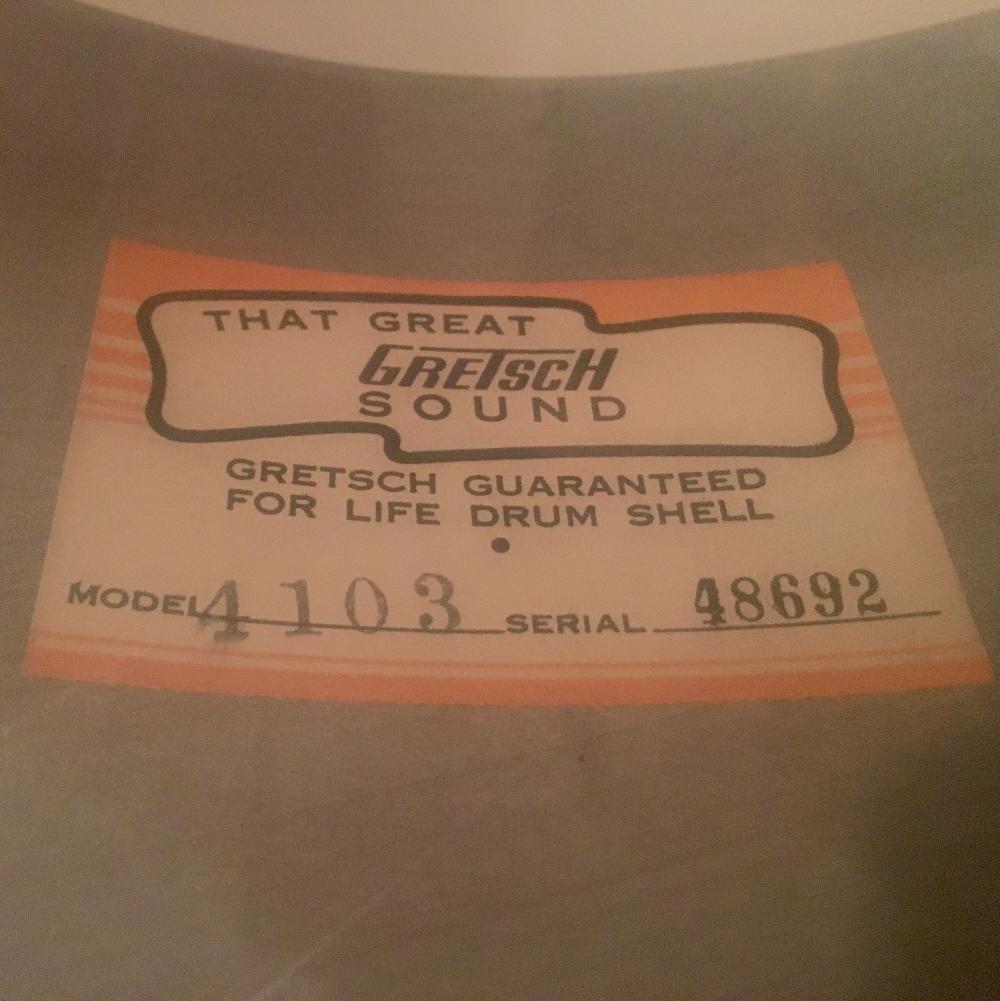 THAT GREAT
GRETSCH
SOUND
GRETSCH GUARANTEED
FOR LIFE DRUM SHELL
MODEL 4103 SERIAL 48692